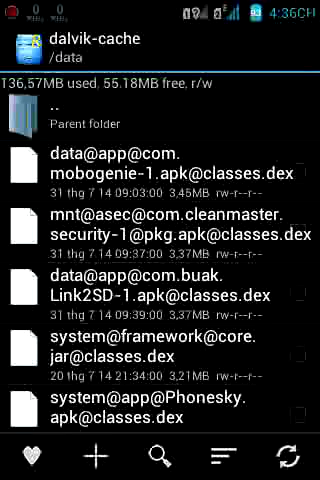 0 0
0 0
4:36CH
dalvik-cache
/data
136,57MB used, 55.18MB free, r/w
..
Parent folder
data@app@com.
mobogenie-1.apk@classes.dex
31 thg 7 14 09:03:00 3,45MB rw-r--r--
mnt@asec@com.cleanmaster.
security-1@pkg.apk@classes.dex
31 thg 7 14 09:37:00 3,37MB rw-r--r--
data@app@com.buak.
Link2SD-1.apk@classes.dex
31 thg 7 14 09:39:00 3,37MB rw-r--r--
system@framework@core.
jar@classes.dex
20 thg 7 14 21:34:00 3,21MB rw-r--r--
system@app@Phonesky.
apk@classes.dex